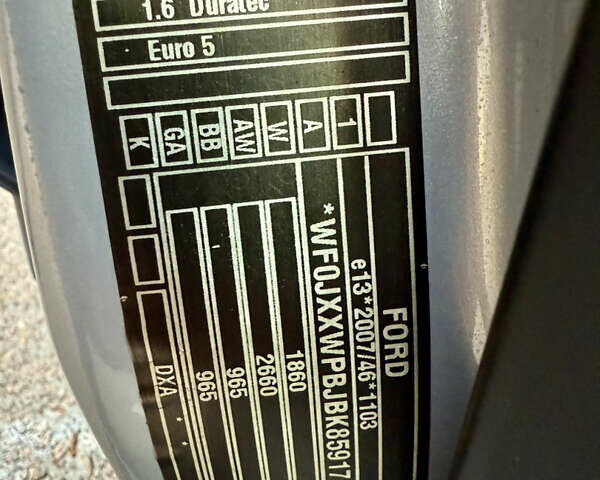 1.6 Duratec
Euro 5
K GA BB AW W A 1
FORD
e13*2007/46*1103
*WF0JXXWPBJBK85917
1860
2660
965
965
DXA